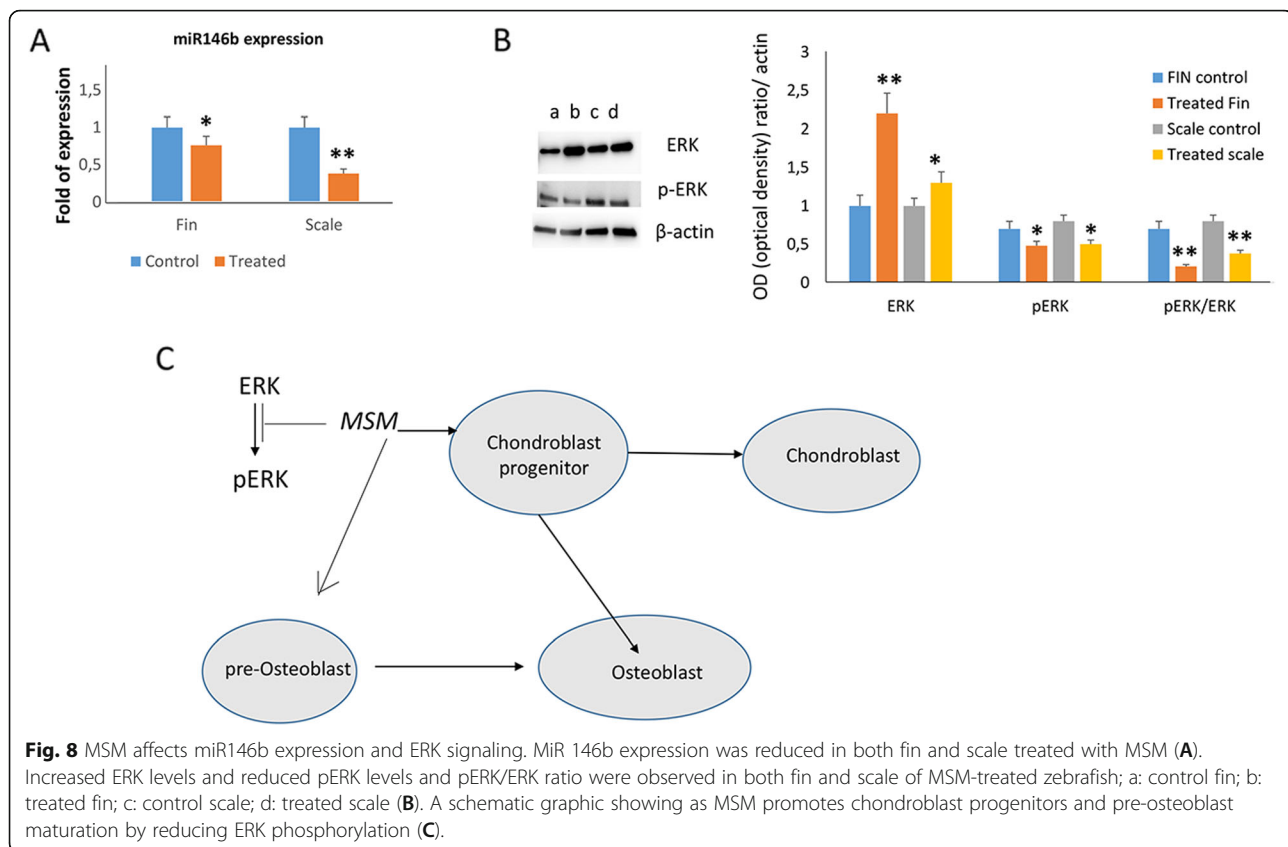 A
miR146b expression
Fold of expression
1,5
1
0,5
0
*
**
Fin
Scale
Control
Treated
B
a b c d
ERK
p-ERK
β-actin
OD (optical density) ratio/ actin
3
2,5
2
1,5
1
0,5
0
**
*
*
*
**
**
ERK
pERK
pERK/ERK
FIN control
Treated Fin
Scale control
Treated scale
C
ERK
pERK
MSM
Chondroblast
progenitor
Chondroblast
pre-Osteoblast
Osteoblast
Fig. 8 MSM affects miR146b expression and ERK signaling. MiR 146b expression was reduced in both fin and scale treated with MSM (A).
Increased ERK levels and reduced pERK levels and pERK/ERK ratio were observed in both fin and scale of MSM-treated zebrafish; a: control fin; b:
treated fin; c: control scale; d: treated scale (B). A schematic graphic showing as MSM promotes chondroblast progenitors and pre-osteoblast
maturation by reducing ERK phosphorylation (C).